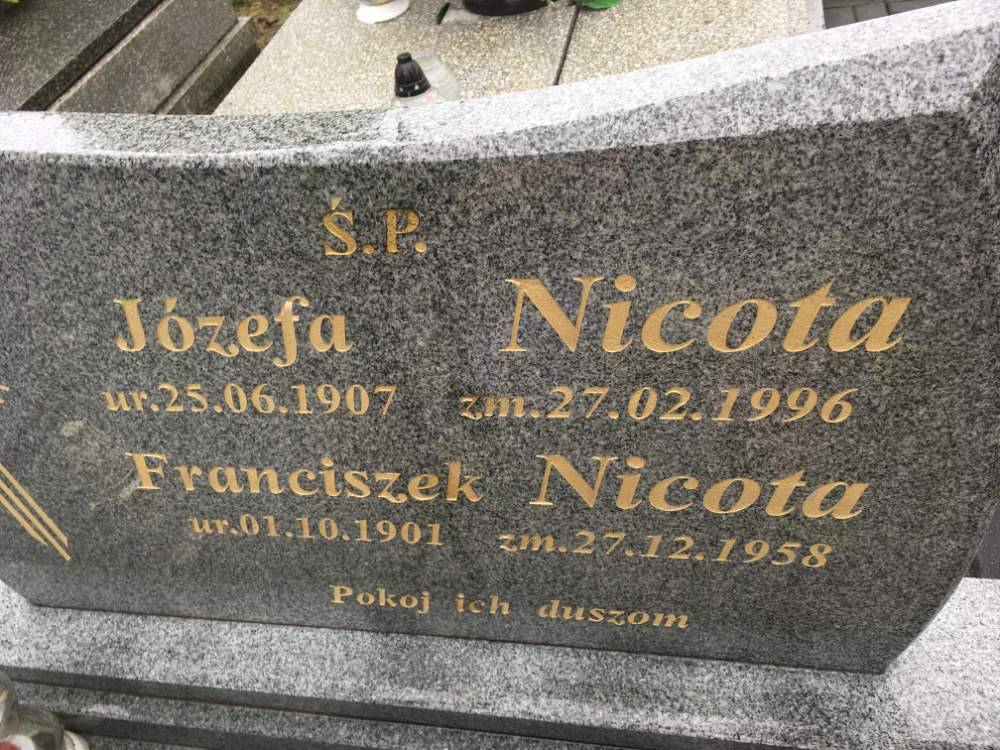 Ś.P.
Józefa Nicota
ur.25.06.1907 zm.27.02.1996
Franciszek Nicota
ur.01.10.1901 zm.27.12.1958
Pokoj ich duszom